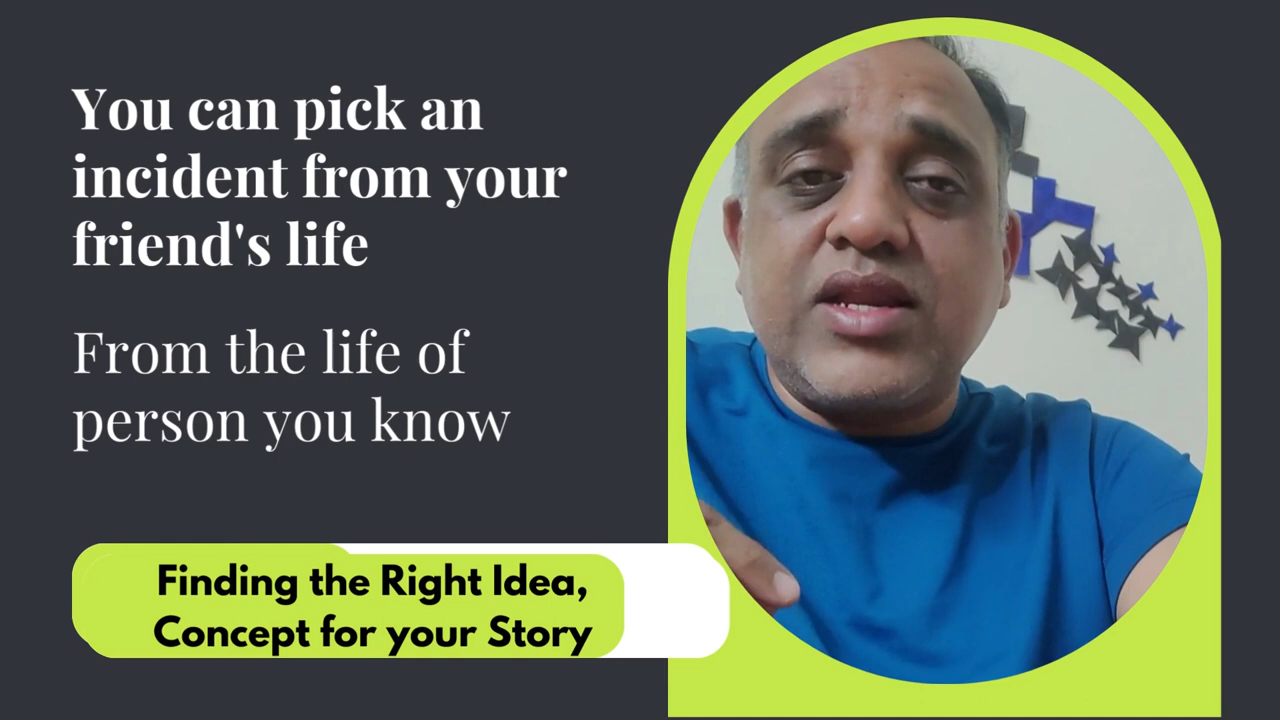 You can pick an
incident from your
friend's life
From the life of
person you know
Finding the Right Idea,
Concept for your Story